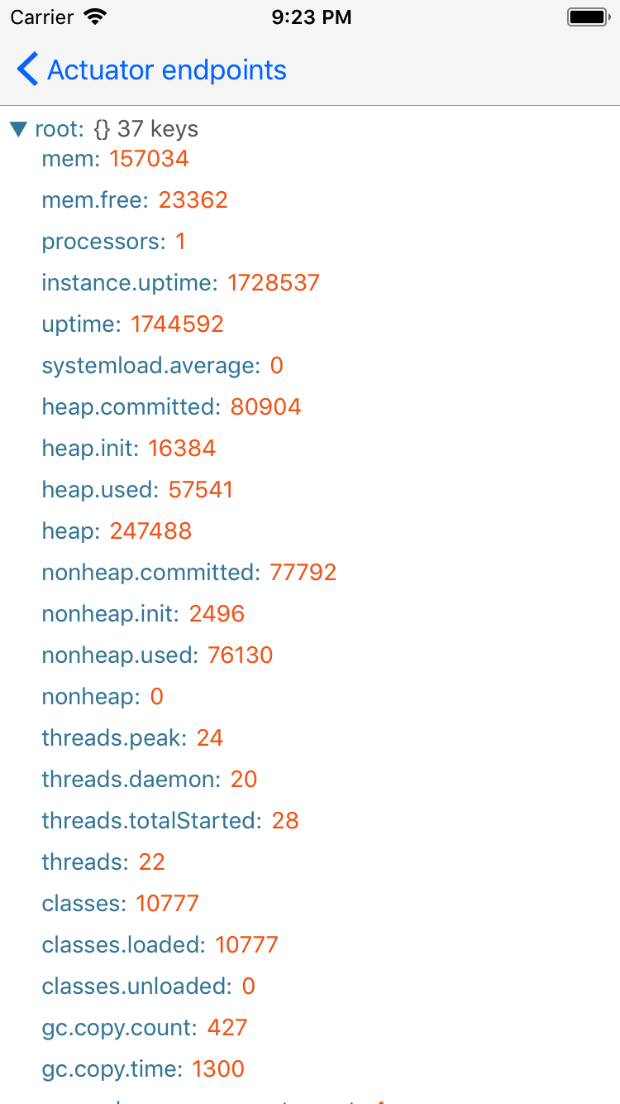 Carrier 9:23 PM
Actuator endpoints
▼ root: {} 37 keys
mem: 157034
mem.free: 23362
processors: 1
instance.uptime: 1728537
uptime: 1744592
systemload.average: 0
heap.committed: 80904
heap.init: 16384
heap.used: 57541
heap: 247488
nonheap.committed: 77792
nonheap.init: 2496
nonheap.used: 76130
nonheap: 0
threads.peak: 24
threads.daemon: 20
threads.totalStarted: 28
threads: 22
classes: 10777
classes.loaded: 10777
classes.unloaded: 0
gc.copy.count: 427
gc.copy.time: 1300